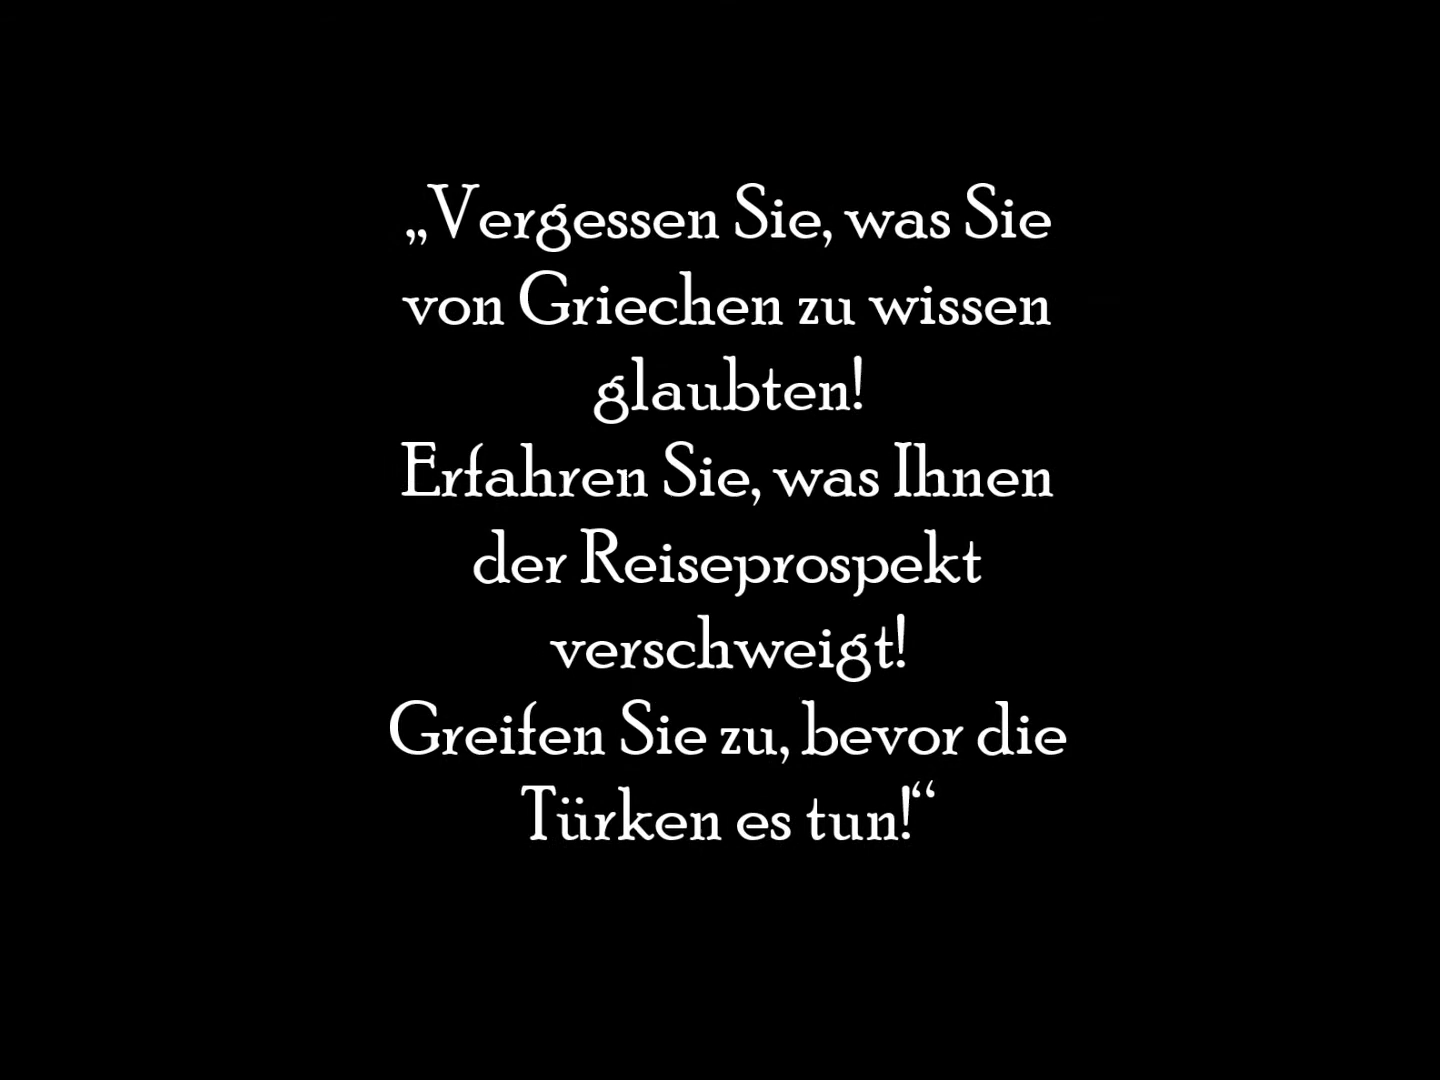 „Vergessen Sie, was Sie
von Griechen zu wissen
glaubten!
Erfahren Sie, was Ihnen
der Reiseprospekt
verschweigt!
Greifen Sie zu, bevor die
Türken es tun!“